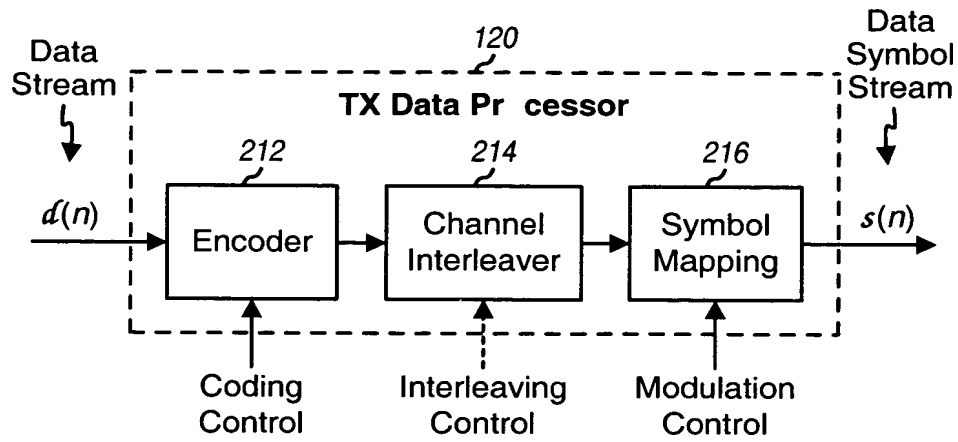 Data
Stream
120
Data
Symbol
Stream
TX Data Pr cessor
212
214
216
d(n)
Encoder
Channel
Interleaver
Symbol
Mapping
s(n)
Coding
Control
Interleaving
Control
Modulation
Control